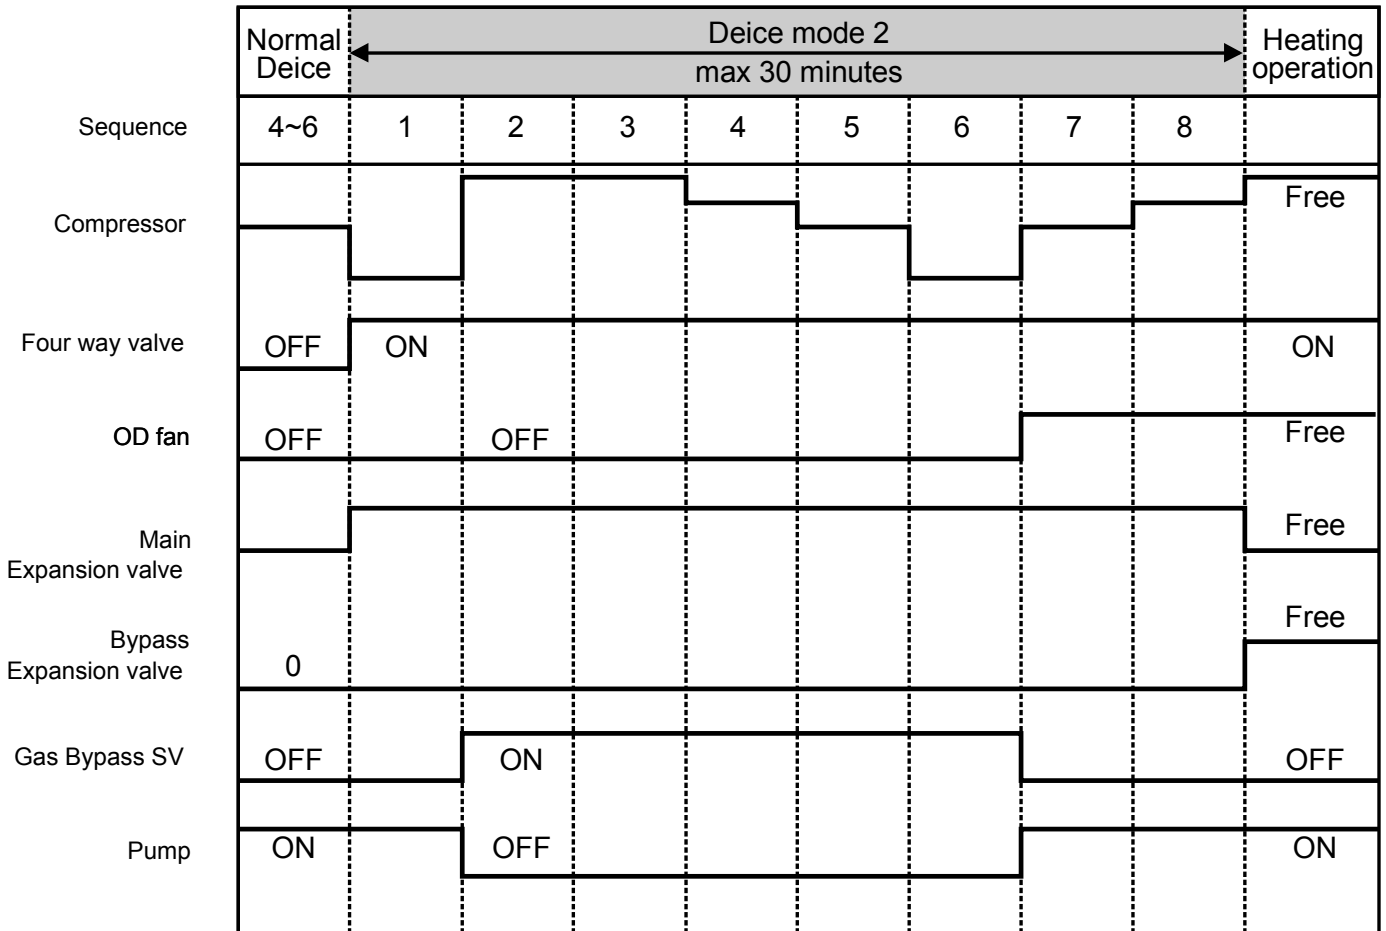 Normal Deice mode 2 Heating
Deice max 30 minutes operation
Sequence 4~6 1 2 3 4 5 6 7 8
Compressor Free
Four way valve OFF ON ON
OD fan OFF OFF Free
Main Free
Expansion valve
Bypass Free
Expansion valve 0
Gas Bypass SV OFF ON OFF
Pump ON OFF ON